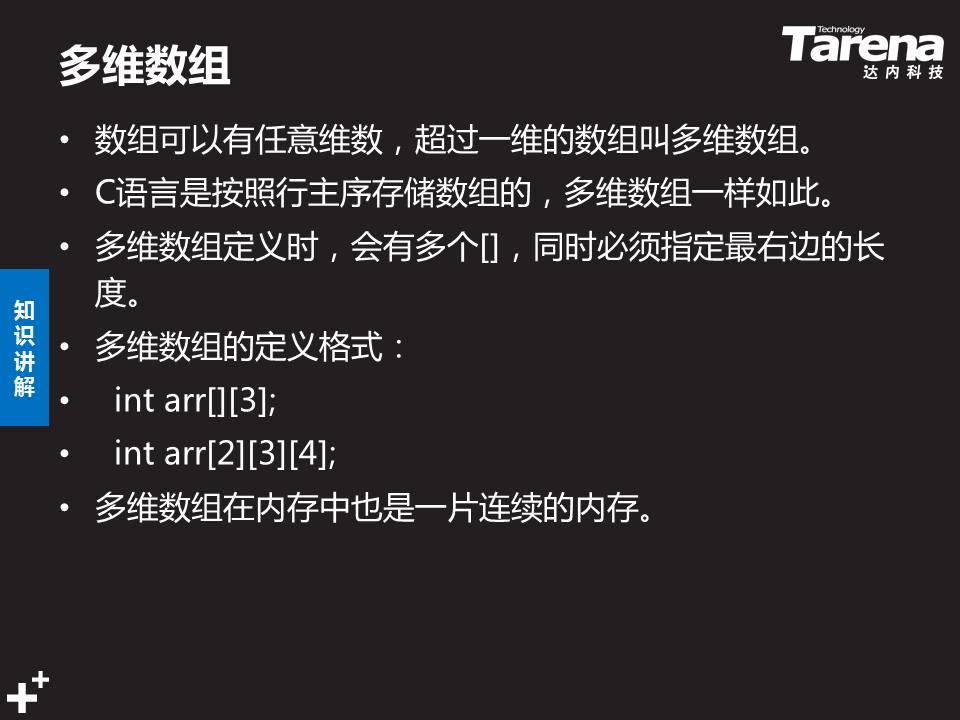 多维数组
Technology
Tarena
达内科技
• 数组可以有任意维数，超过一维的数组叫多维数组。
• C语言是按照行主序存储数组的，多维数组一样如此。
• 多维数组定义时，会有多个[]，同时必须指定最右边的长
度。
• 多维数组的定义格式：
• int arr[][3];
• int arr[2][3][4];
• 多维数组在内存中也是一片连续的内存。
知识讲解